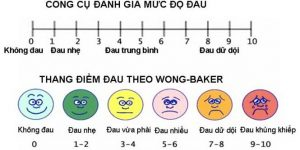 CÔNG CỤ ĐÁNH GIÁ MỨC ĐỘ ĐAU
0 1 2 3 4 5 6 7 8 9 10
Không đau Đau nhẹ Đau trung bình Đau dữ dội
THANG ĐIỂM ĐAU THEO WONG-BAKER
Không đau Đau nhẹ Đau vừa phải Đau nhiều Đau dữ dội Đau khủng khiếp
0 1-2 3-4 5-6 7-8 9-10